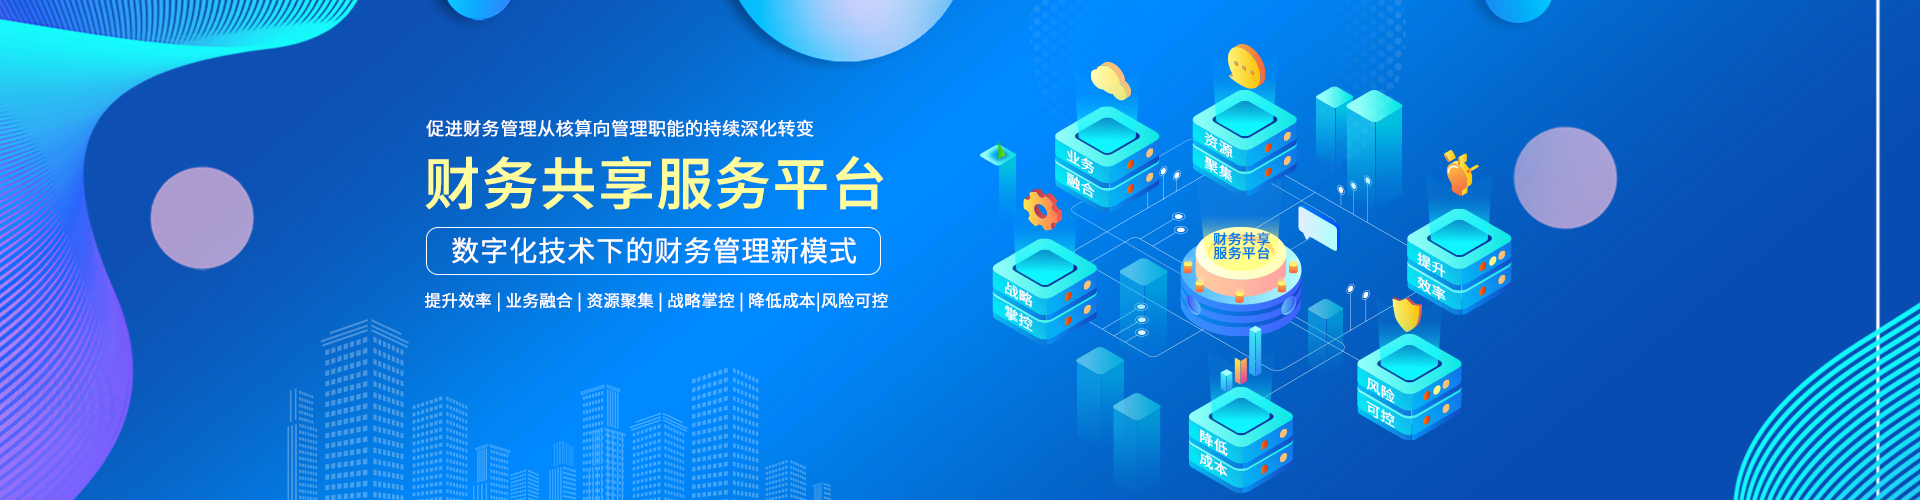 促进财务管理从核算向管理职能的持续深化转变
财务共享服务平台
数字化技术下的财务管理新模式
提升效率 | 业务融合 | 资源聚集 | 战略掌控 | 降低成本|风险可控
业务
融合
资源
聚集
财务共享
服务平台
提升
效率
战略
掌控
风险
可控
降低
成本